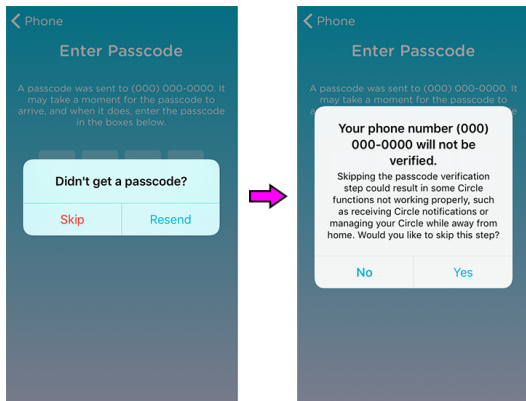 Phone
Enter Passcode
A passcode was sent to (000) 000-0000. It
may take a moment for the passcode to
arrive, and when it does, enter the passcode
in the boxes below.
Didn't get a passcode?
Skip
Resend
Phone
Enter Passcode
A passcode was sent to (000) 000-0000. It
may take a moment for the passcode to
Your phone number (000)
000-0000 will not be
verified.
Skipping the passcode verification
step could result in some Circle
functions not working properly, such
as receiving Circle notifications or
managing your Circle while away from
home. Would you like to skip this step?
No
Yes